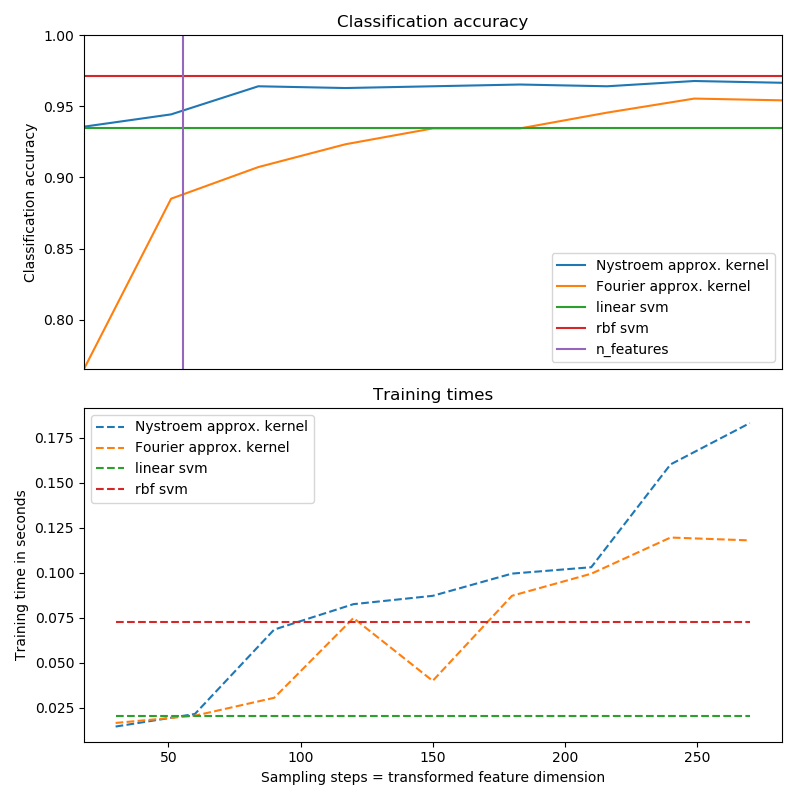 Classification accuracy
Classification accuracy
1.00
0.95
0.90
0.85
0.80
Nystroem approx. kernel
Fourier approx. kernel
linear svm
rbf svm
n_features
Training times
Training time in seconds
0.175
0.150
0.125
0.100
0.075
0.050
0.025
Nystroem approx. kernel
Fourier approx. kernel
linear svm
rbf svm
50 100 150 200 250
Sampling steps = transformed feature dimension